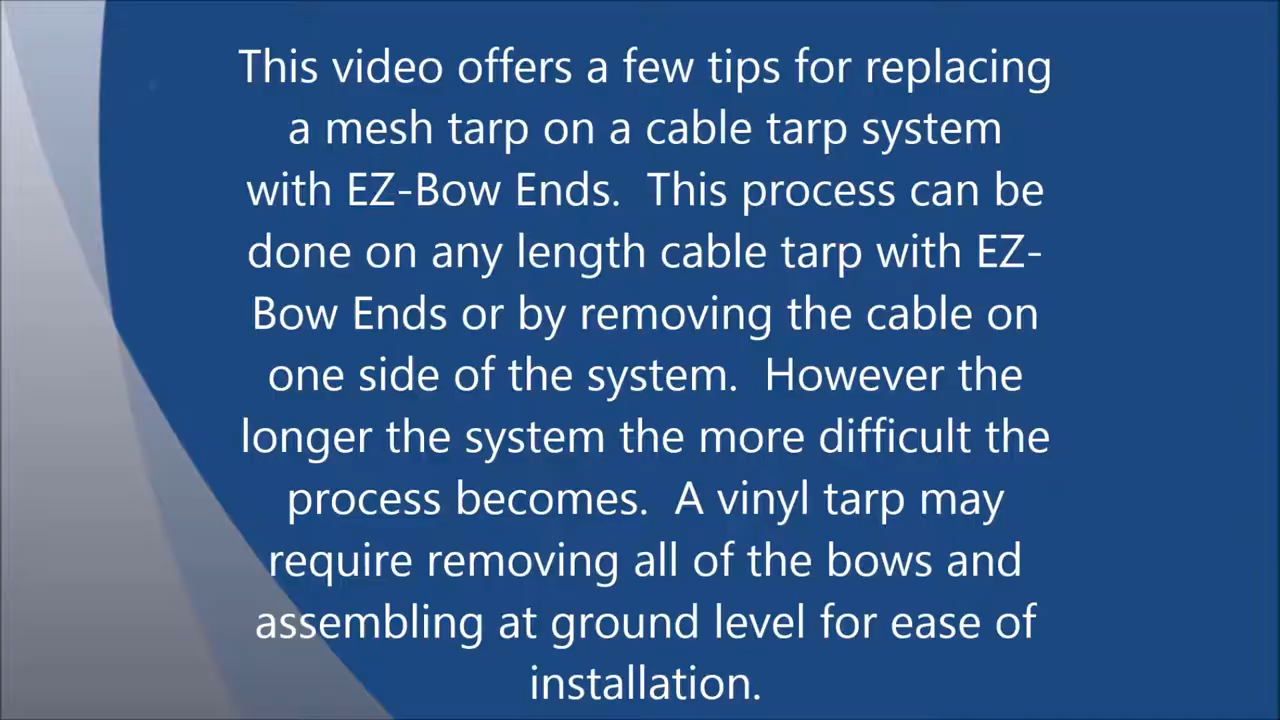 This video offers a few tips for replacing
a mesh tarp on a cable tarp system
with EZ-Bow Ends.  This process can be
done on any length cable tarp with EZ-
Bow Ends or by removing the cable on
one side of the system.  However the
longer the system the more difficult the
process becomes.  A vinyl tarp may
require removing all of the bows and
assembling at ground level for ease of
installation.